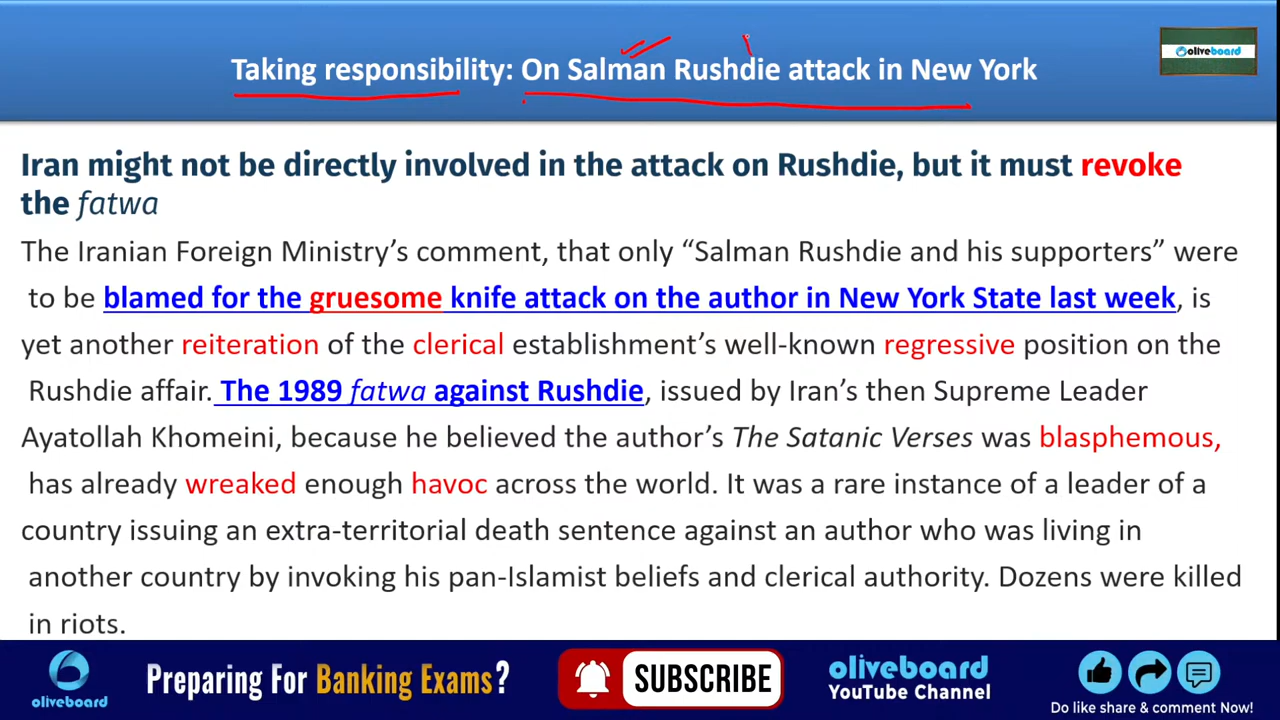 oliveboard
Taking responsibility: On Salman Rushdie attack in New York
Iran might not be directly involved in the attack on Rushdie, but it must revoke
the fatwa
The Iranian Foreign Ministry’s comment, that only “Salman Rushdie and his supporters” were
to be blamed for the gruesome knife attack on the author in New York State last week, is
yet another reiteration of the clerical establishment’s well-known regressive position on the
Rushdie affair. The 1989 fatwa against Rushdie, issued by Iran’s then Supreme Leader
Ayatollah Khomeini, because he believed the author’s The Satanic Verses was blasphemous,
has already wreaked enough havoc across the world. It was a rare instance of a leader of a
country issuing an extra-territorial death sentence against an author who was living in
another country by invoking his pan-Islamist beliefs and clerical authority. Dozens were killed
in riots.
oliveboard
Preparing For Banking Exams?
SUBSCRIBE
oliveboard
YouTube Channel
Do like share & comment Now!